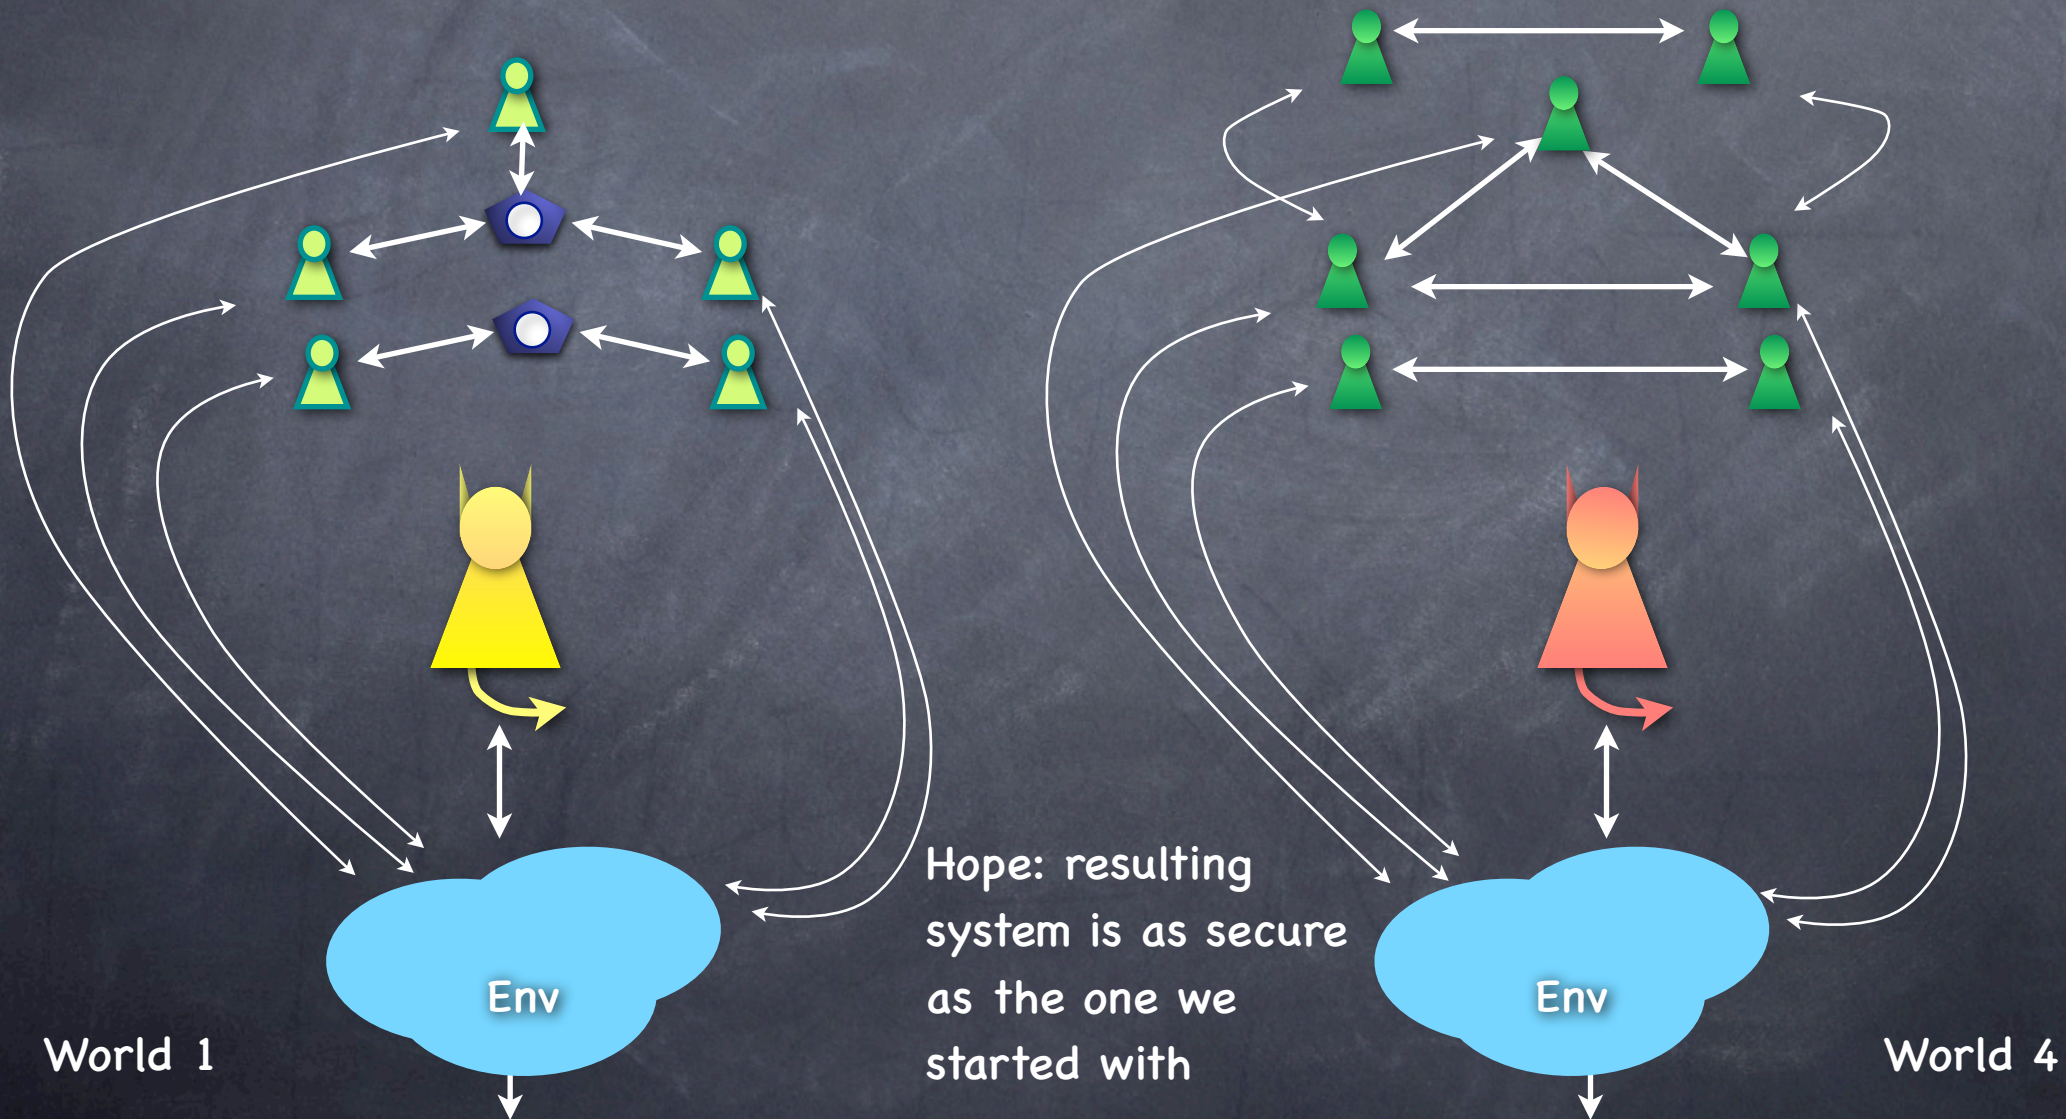 Hope: resulting
system is as secure
as the one we
started with
Env
Env
World 1
World 4